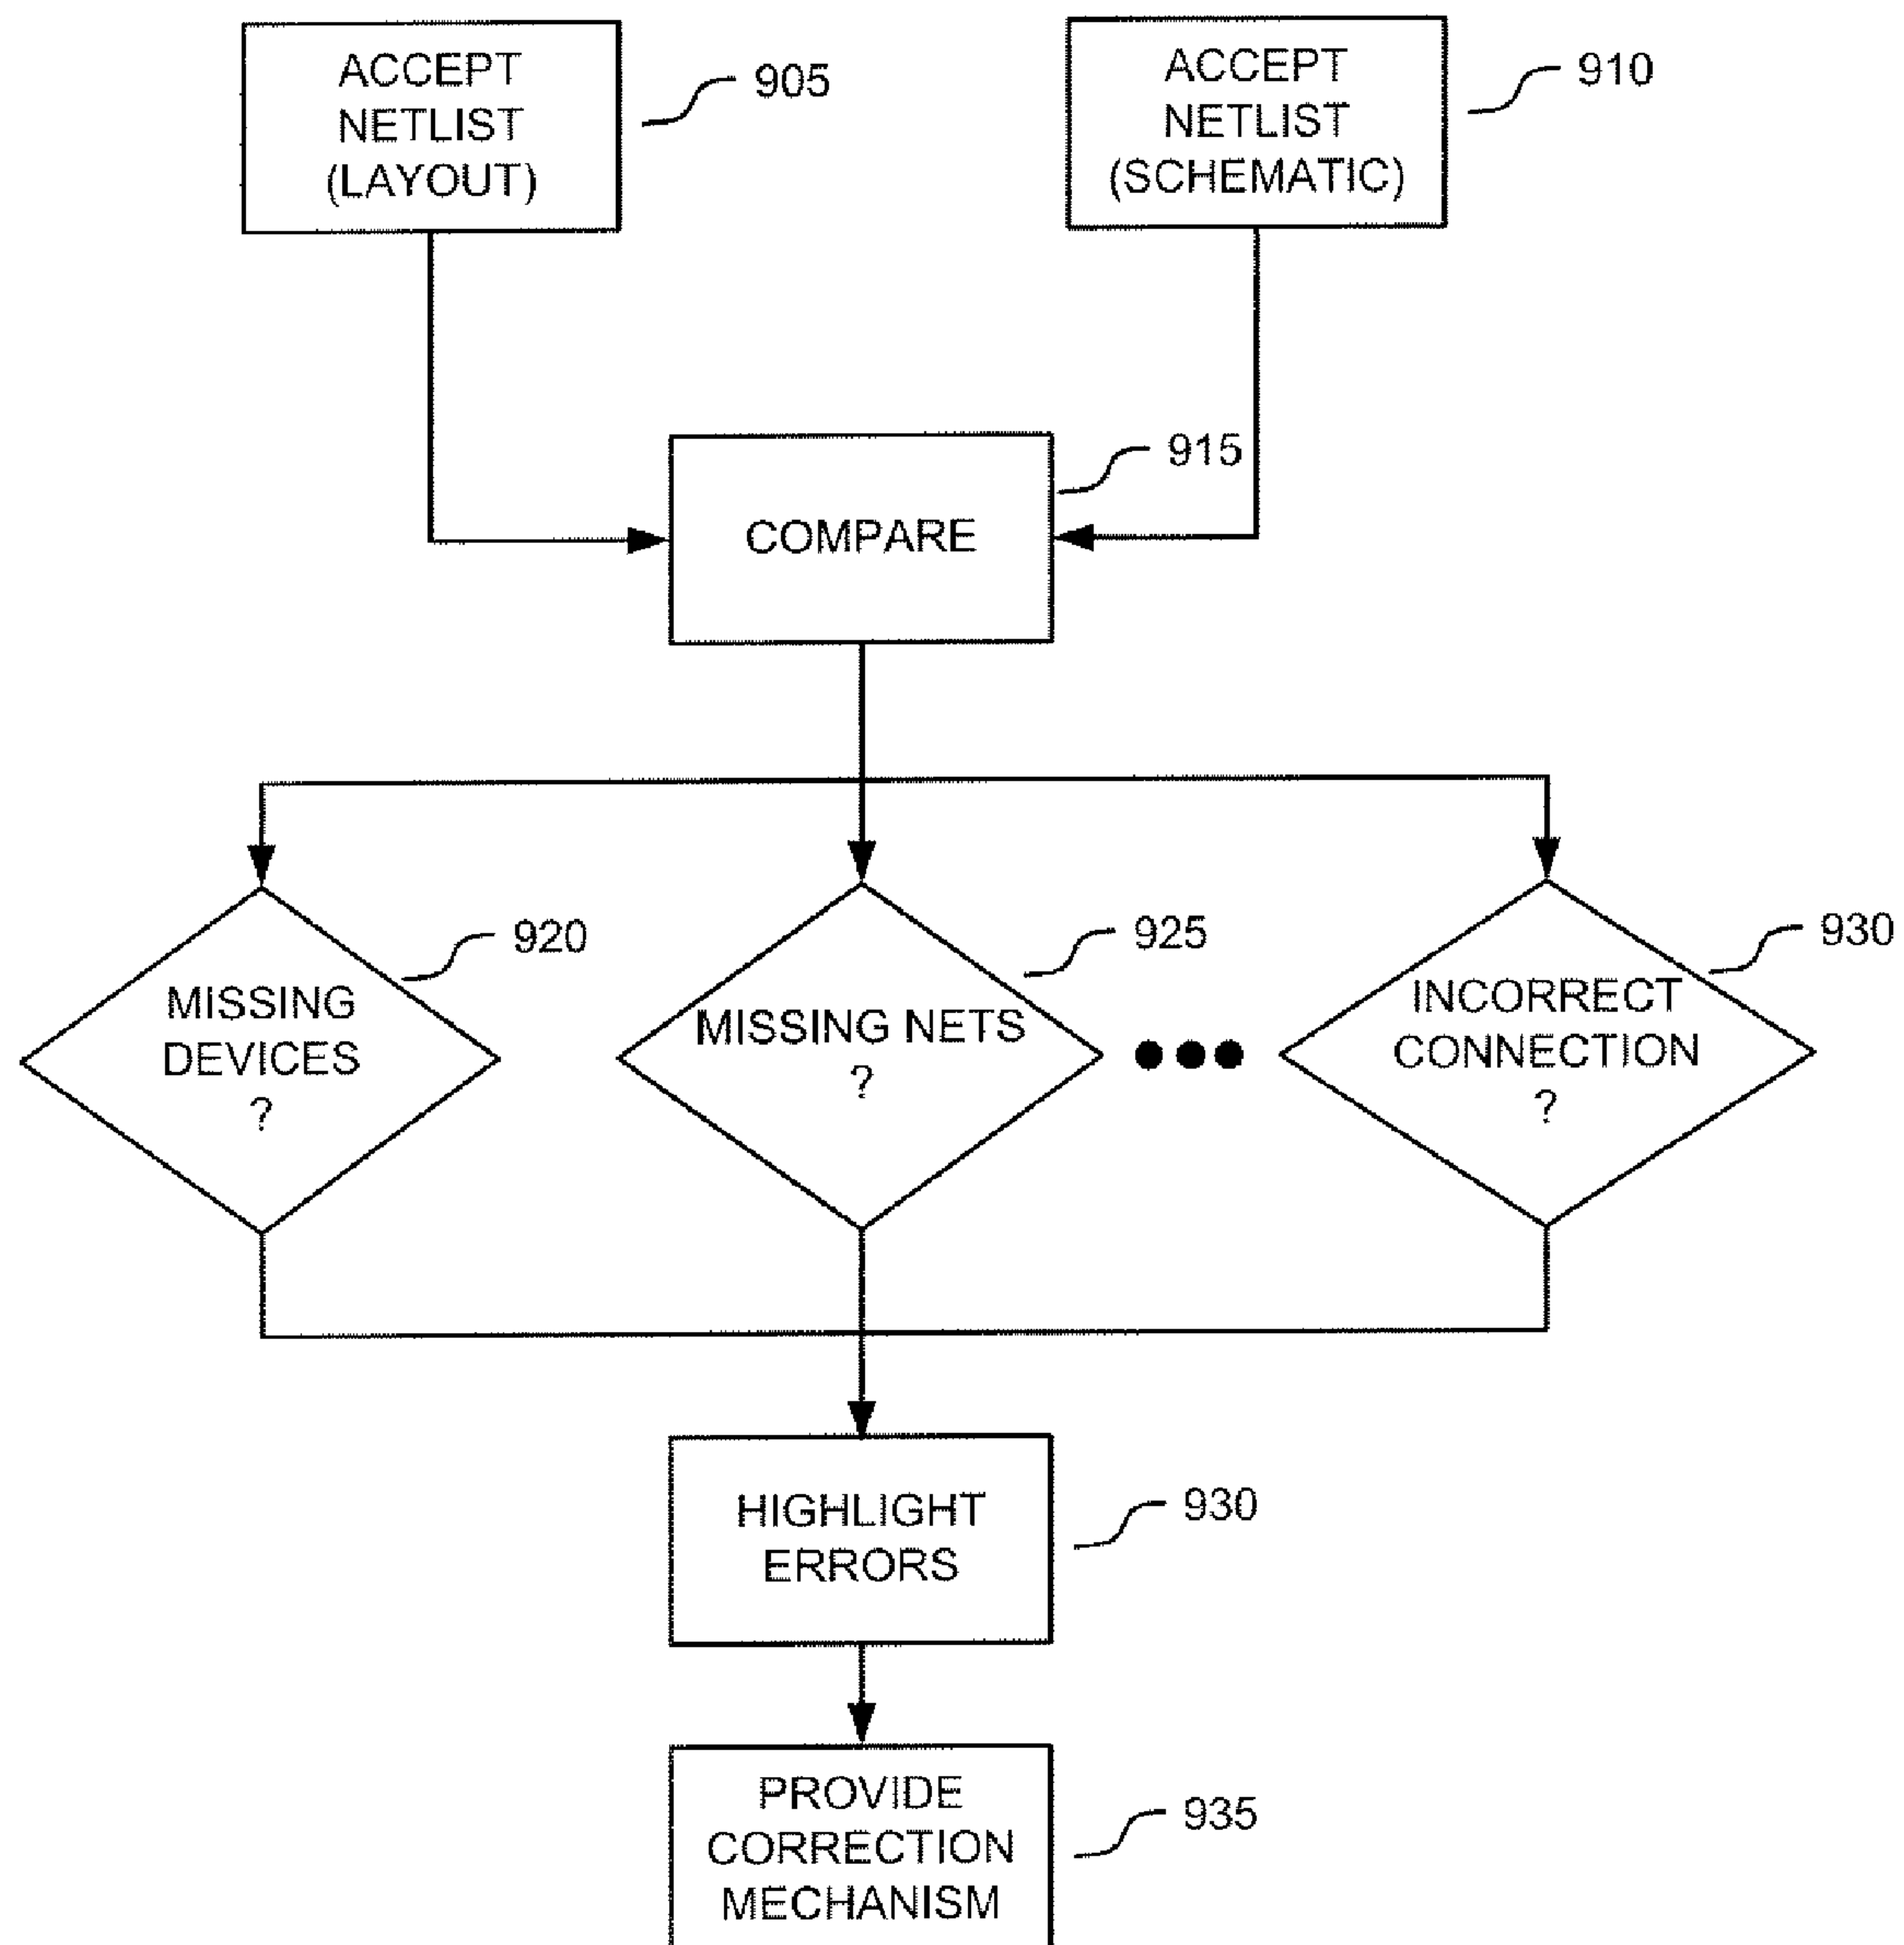 ACCEPT
NETLIST
(LAYOUT)
905
ACCEPT
NETLIST
(SCHEMATIC)
910
COMPARE
915
MISSING
DEVICES
?
920
MISSING NETS
?
925
INCORRECT
CONNECTION
?
930
HIGHLIGHT
ERRORS
930
PROVIDE
CORRECTION
MECHANISM
935